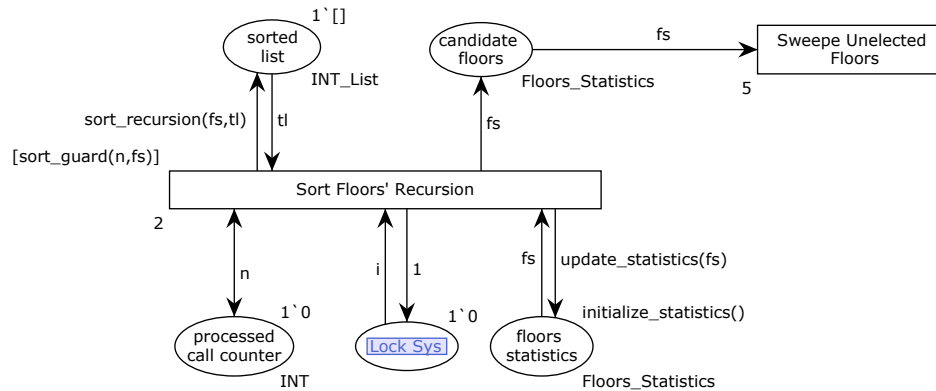 1`[]
sorted
list
INT_List
candidate
floors
Floors_Statistics
fs
Sweepe Unelected
Floors
5
sort_recursion(fs,tl)
tl
fs
[sort_guard(n,fs)]
Sort Floors' Recursion
2
n
i
1
fs
update_statistics(fs)
1`0
processed
call counter
INT
1`0
Lock Sys
initialize_statistics()
floors
statistics
Floors_Statistics